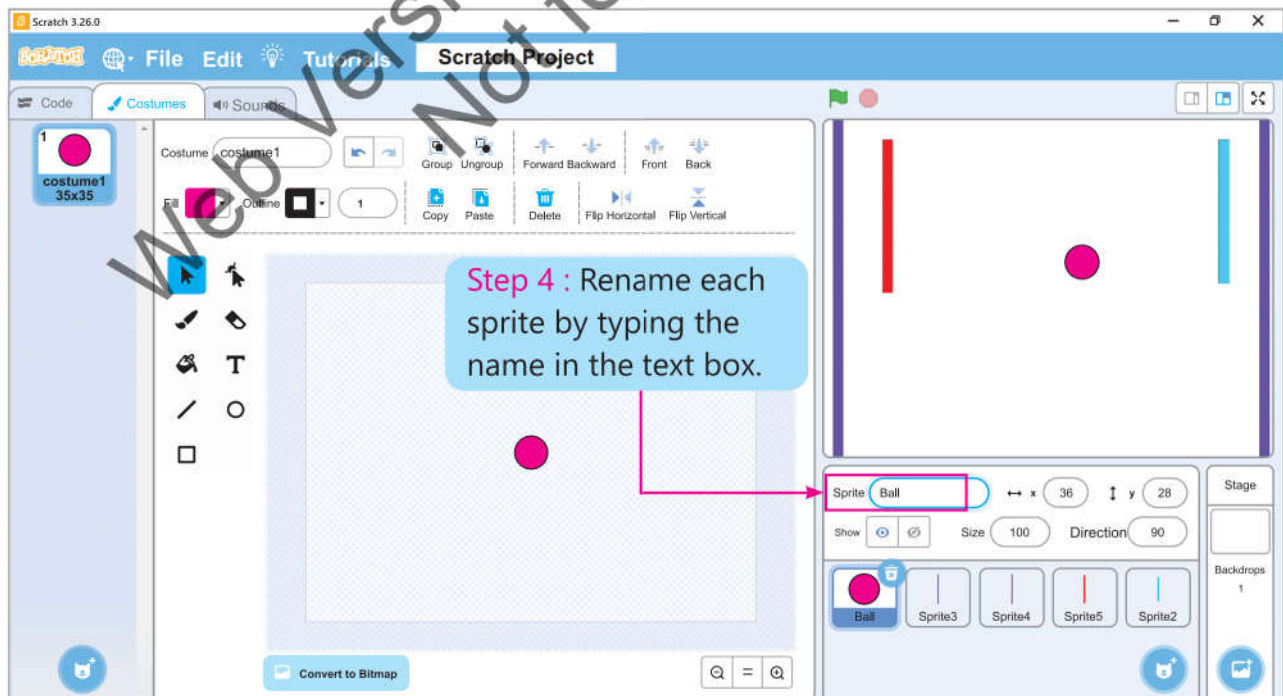 Scratch 3.26.0
SCRATCH File Edit Tutorials Scratch Project
Code Costumes Sounds
1
costume1
35x35
Costume costume1
Group Ungroup Forward Backward Front Back
Fill Outline 1
Copy Paste Delete Flip Horizontal Flip Vertical
T
Web Version
Not
Step 4 : Rename each
sprite by typing the
name in the text box.
Convert to Bitmap
Sprite Ball x 36 y 28
Show Size 100 Direction 90
Ball Sprite3 Sprite4 Sprite5 Sprite2
Stage
Backdrops
1